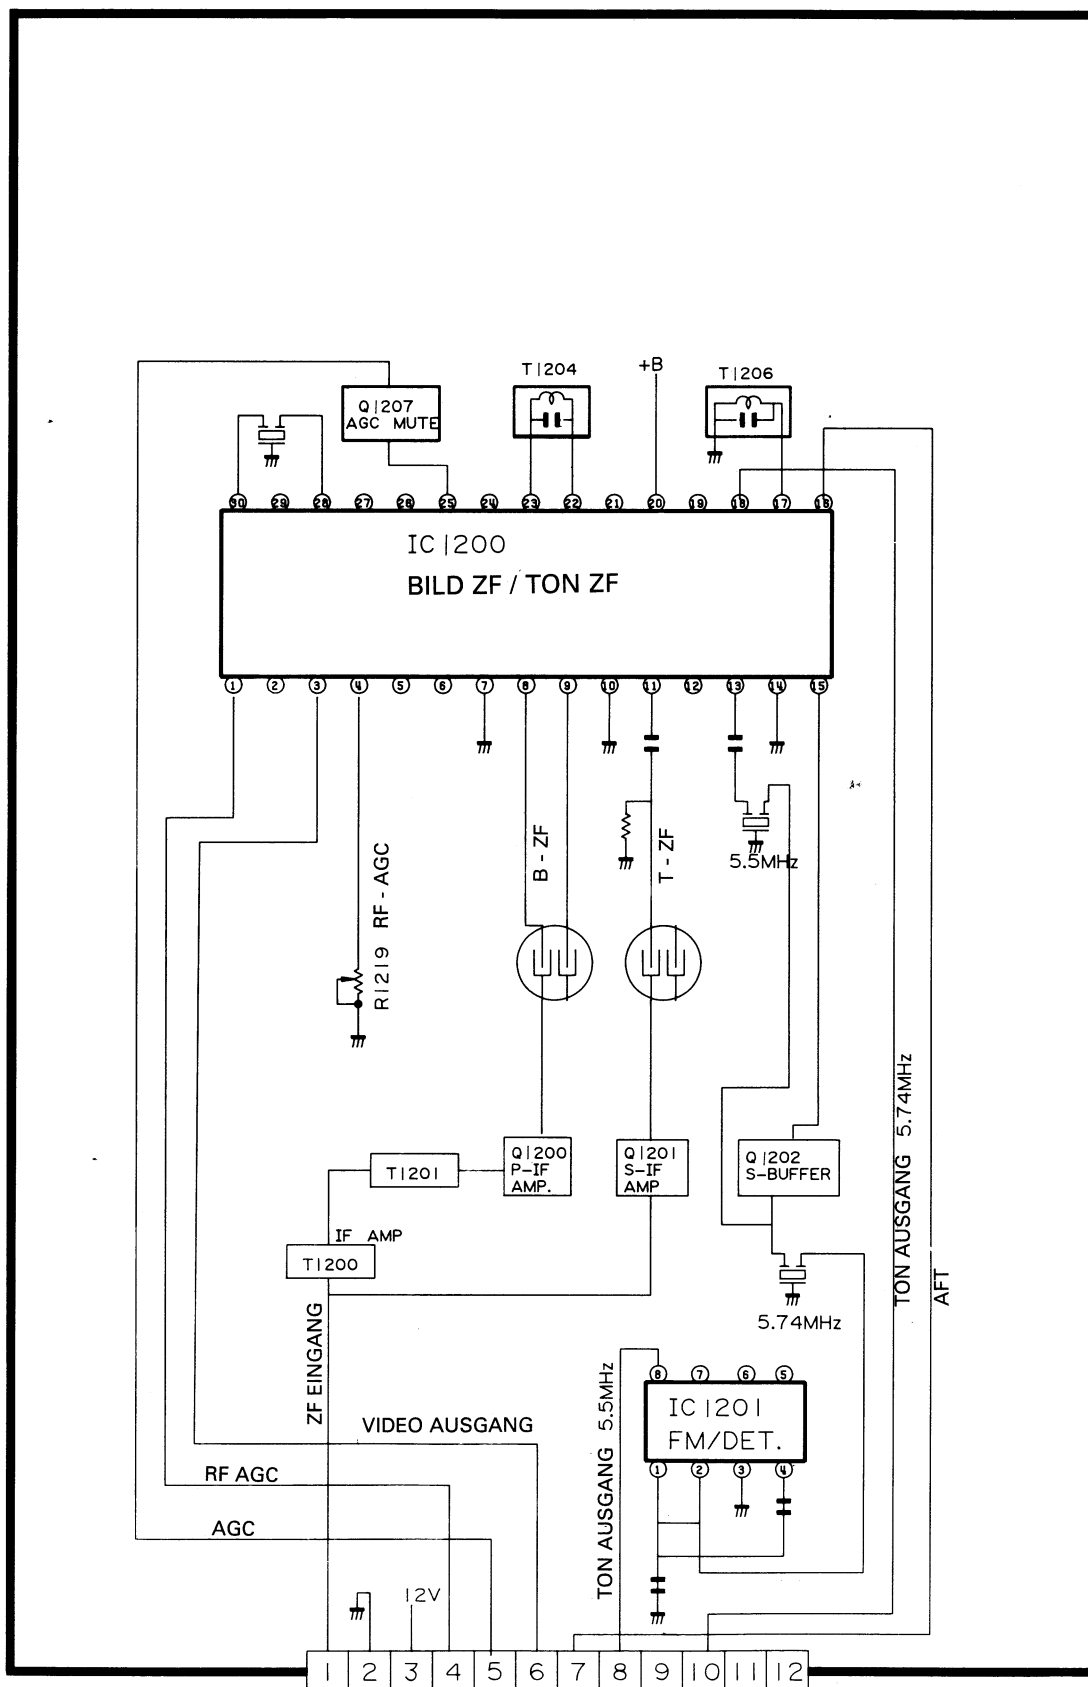 T1204
+B
T1206
Q1207
AGC MUTE
30 29 28 27 26 25 24 23 22 21 20 19 18 17 16
IC1200
BILD ZF / TON ZF
1 2 3 4 5 6 7 8 9 10 11 12 13 14 15
5.5MHz
B - ZF
T - ZF
R1219 RF - AGC
Q1200
P-IF
AMP.
Q1201
S-IF
AMP
Q1202
S-BUFFER
T1201
IF AMP
T1200
TON AUSGANG 5.74MHz
AFT
5.74MHz
ZF EINGANG
TON AUSGANG 5.5MHz
8 7 6 5
IC1201
FM/DET.
1 2 3 4
VIDEO AUSGANG
RF AGC
AGC
12V
1 2 3 4 5 6 7 8 9 10 11 12